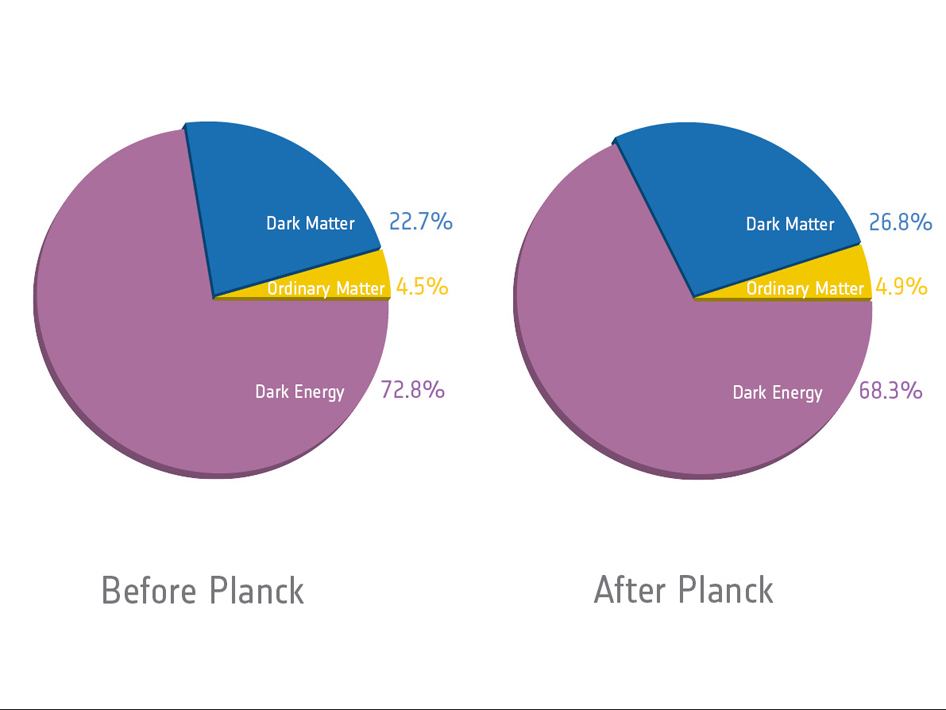 Dark Matter 22.7%
Ordinary Matter 4.5%
Dark Energy 72.8%
Before Planck
Dark Matter 26.8%
Ordinary Matter 4.9%
Dark Energy 68.3%
After Planck